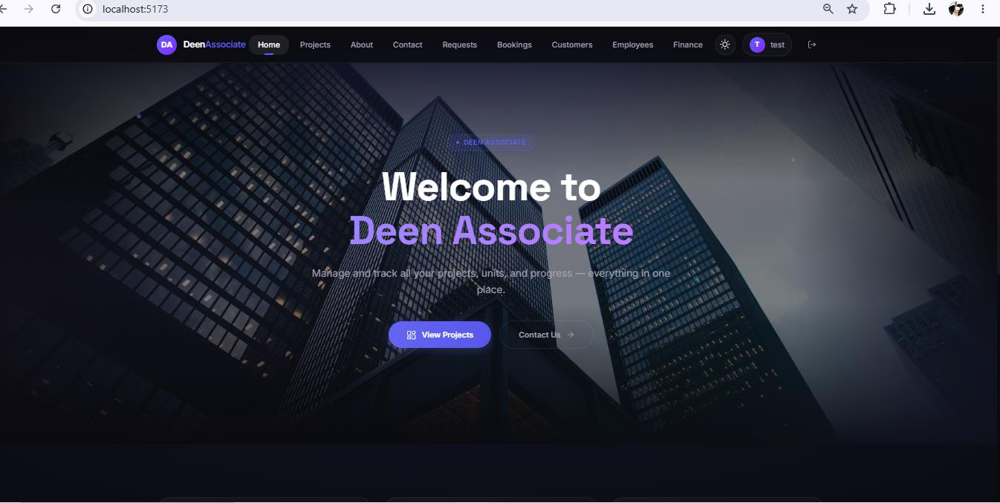 localhost:5173
DA DeenAssociate Home Projects About Contact Requests Bookings Customers Employees Finance T test
DEEN ASSOCIATE
Welcome to
Deen Associate
Manage and track all your projects, units, and progress — everything in one
place.
View Projects Contact Us →